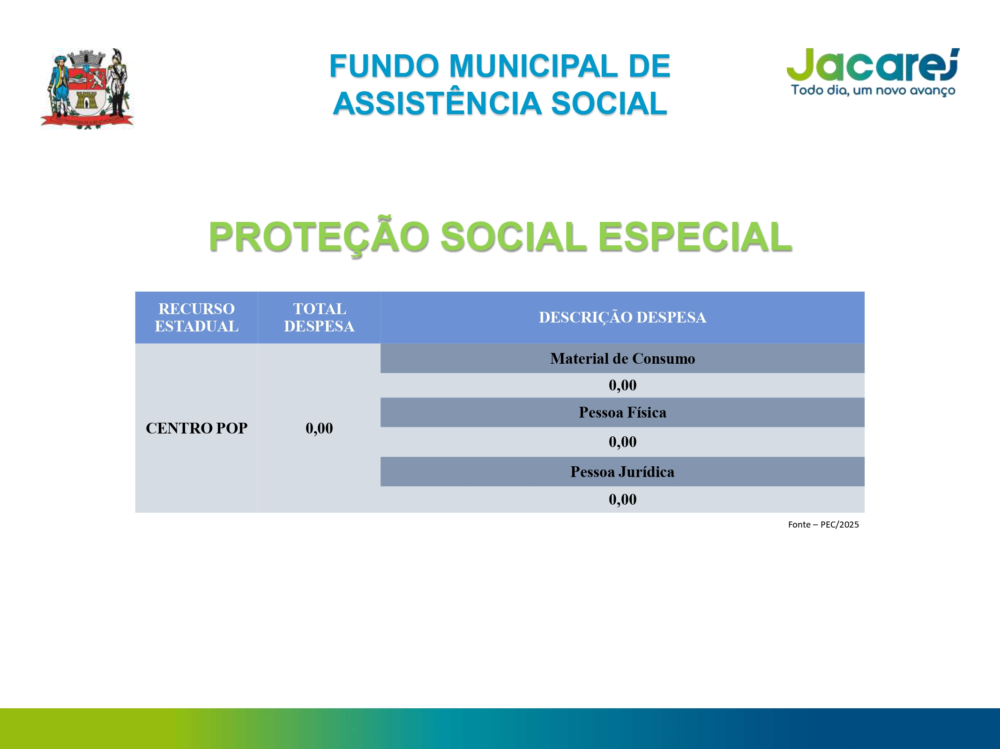 FUNDO MUNICIPAL DE
ASSISTÊNCIA SOCIAL
Jacareí
Todo dia, um novo avanço
PROTEÇÃO SOCIAL ESPECIAL
RECURSO
ESTADUAL
TOTAL
DESPESA
DESCRIÇÃO DESPESA
CENTRO POP
0,00
Material de Consumo
0,00
Pessoa Física
0,00
Pessoa Jurídica
0,00
Fonte – PEC/2025